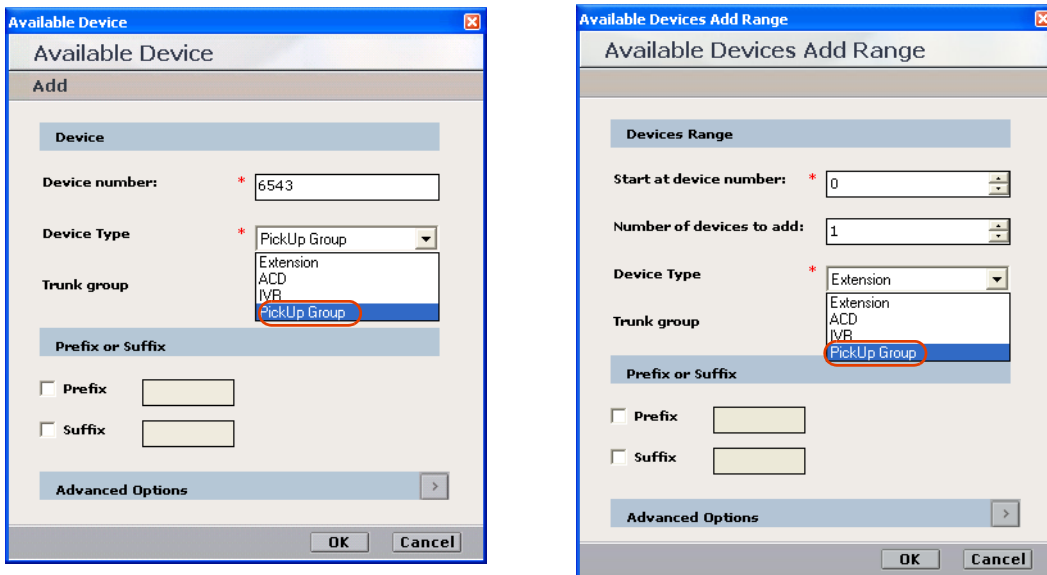 Available Device
Available Device
Add
Device
Device number: * 6543
Device Type * PickUp Group
Extension
ACD
IVR
PickUp Group
Trunk group
Prefix or Suffix
Prefix
Suffix
Advanced Options >
OK Cancel
Available Devices Add Range
Available Devices Add Range
Devices Range
Start at device number: * 0
Number of devices to add: 1
Device Type * Extension
Extension
ACD
IVR
PickUp Group
Trunk group
Prefix or Suffix
Prefix
Suffix
Advanced Options >
OK Cancel